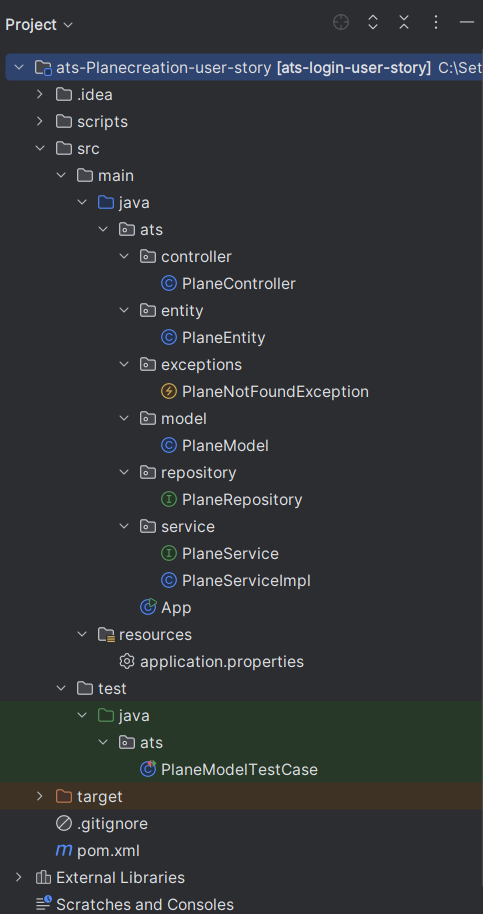 Project
ats-Planecreation-user-story [ats-login-user-story] C:\Set
.idea
scripts
src
main
java
ats
controller
C PlaneController
entity
C PlaneEntity
exceptions
PlaneNotFoundException
model
C PlaneModel
repository
I PlaneRepository
service
I PlaneService
C PlaneServiceImpl
C App
resources
application.properties
test
java
ats
C PlaneModelTestCase
target
.gitignore
m pom.xml
External Libraries
Scratches and Consoles